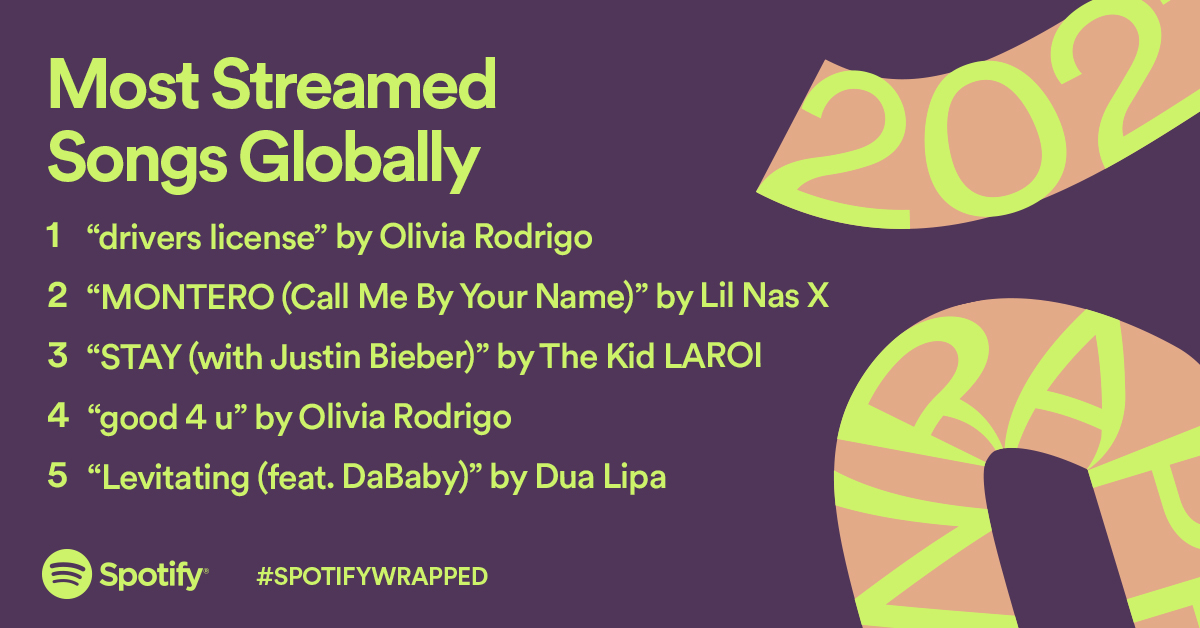 Most Streamed
Songs Globally
1 “drivers license” by Olivia Rodrigo
2 “MONTERO (Call Me By Your Name)” by Lil Nas X
3 “STAY (with Justin Bieber)” by The Kid LAROI
4 “good 4 u” by Olivia Rodrigo
5 “Levitating (feat. DaBaby)” by Dua Lipa
Spotify®
#SPOTIFYWRAPPED
202